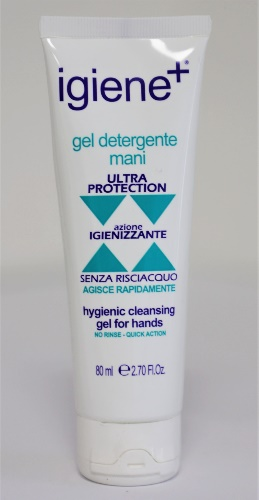 igiene+®
gel detergente
mani
ULTRA
PROTECTION
azione
IGIENIZZANTE
SENZA RISCIACQUO
AGISCE RAPIDAMENTE
hygienic cleansing
gel for hands
NO RINSE - QUICK ACTION
80 ml ℮ 2.70 Fl.Oz.